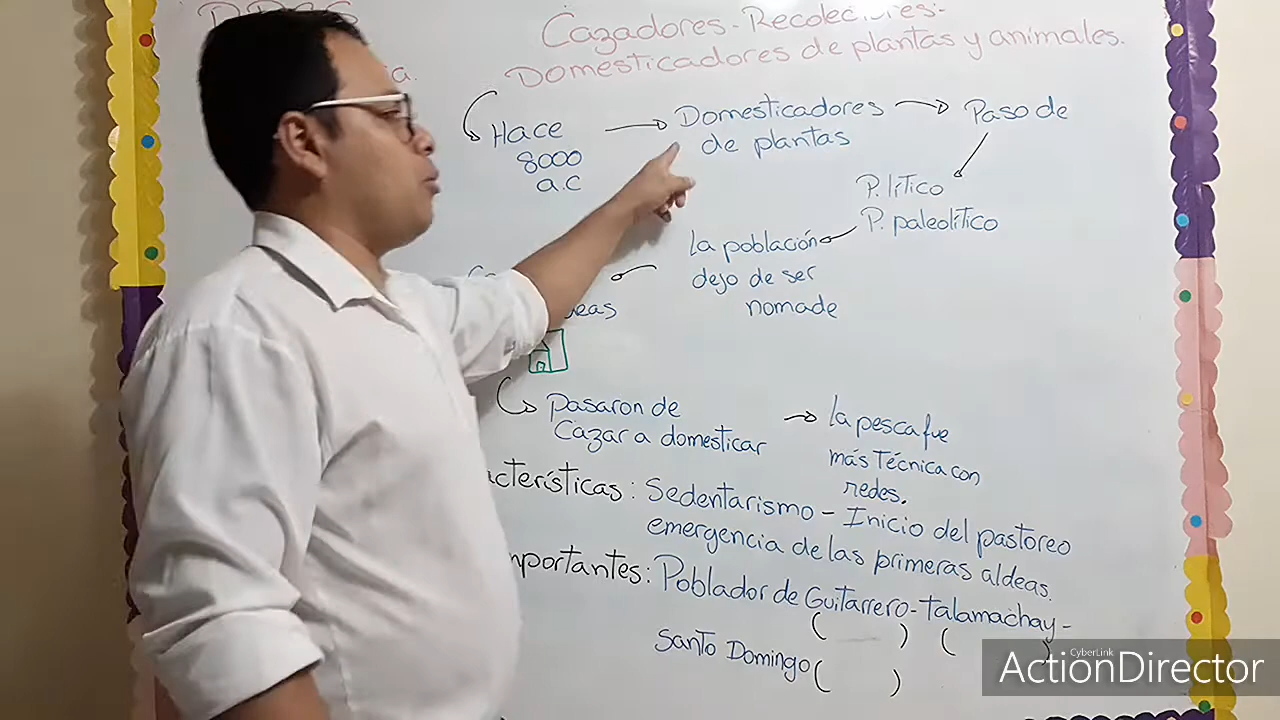 Cazadores - Recolectores:
Domesticadores de plantas y animales.
Hace
8000
a.c
Domesticadores
de plantas
Paso de
P. lítico
P. paleolítico
la población
dejo de ser
nomade
pasaron de
cazar a domesticar
la pesca fue
más técnica con
redes.
Sedentarismo - Inicio del pastoreo
emergencia de las primeras aldeas.
Poblador de Guitarrero - talamachay -
( ) ( )
Santo Domingo ( )
CyberLink
ActionDirector